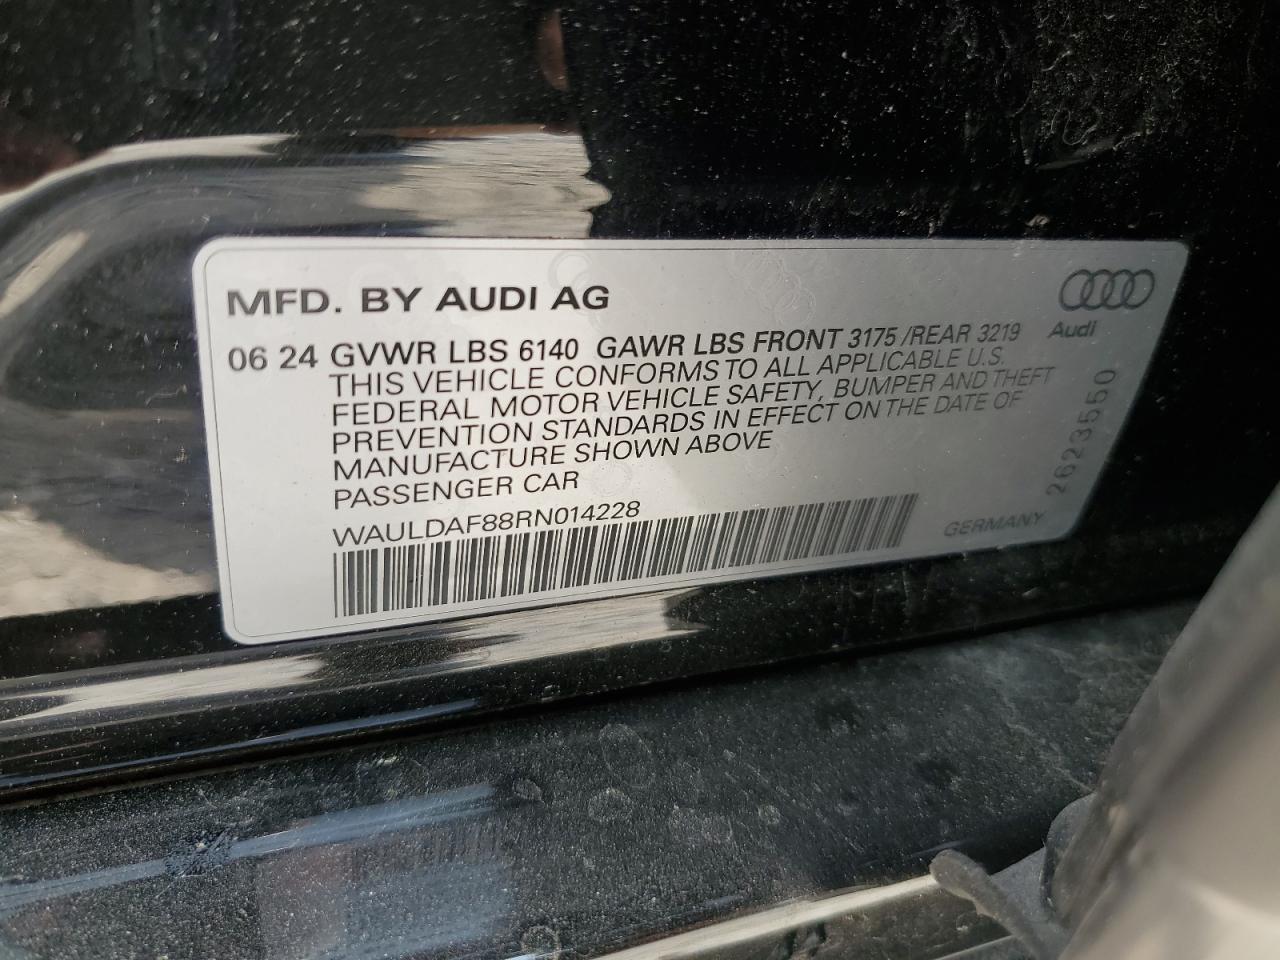 MFD. BY AUDI AG
Audi
06 24 GVWR LBS 6140 GAWR LBS FRONT 3175 /REAR 3219
THIS VEHICLE CONFORMS TO ALL APPLICABLE U.S.
FEDERAL MOTOR VEHICLE SAFETY, BUMPER AND THEFT
PREVENTION STANDARDS IN EFFECT ON THE DATE OF
MANUFACTURE SHOWN ABOVE
PASSENGER CAR
WAULDAF88RN014228
GERMANY
2623550